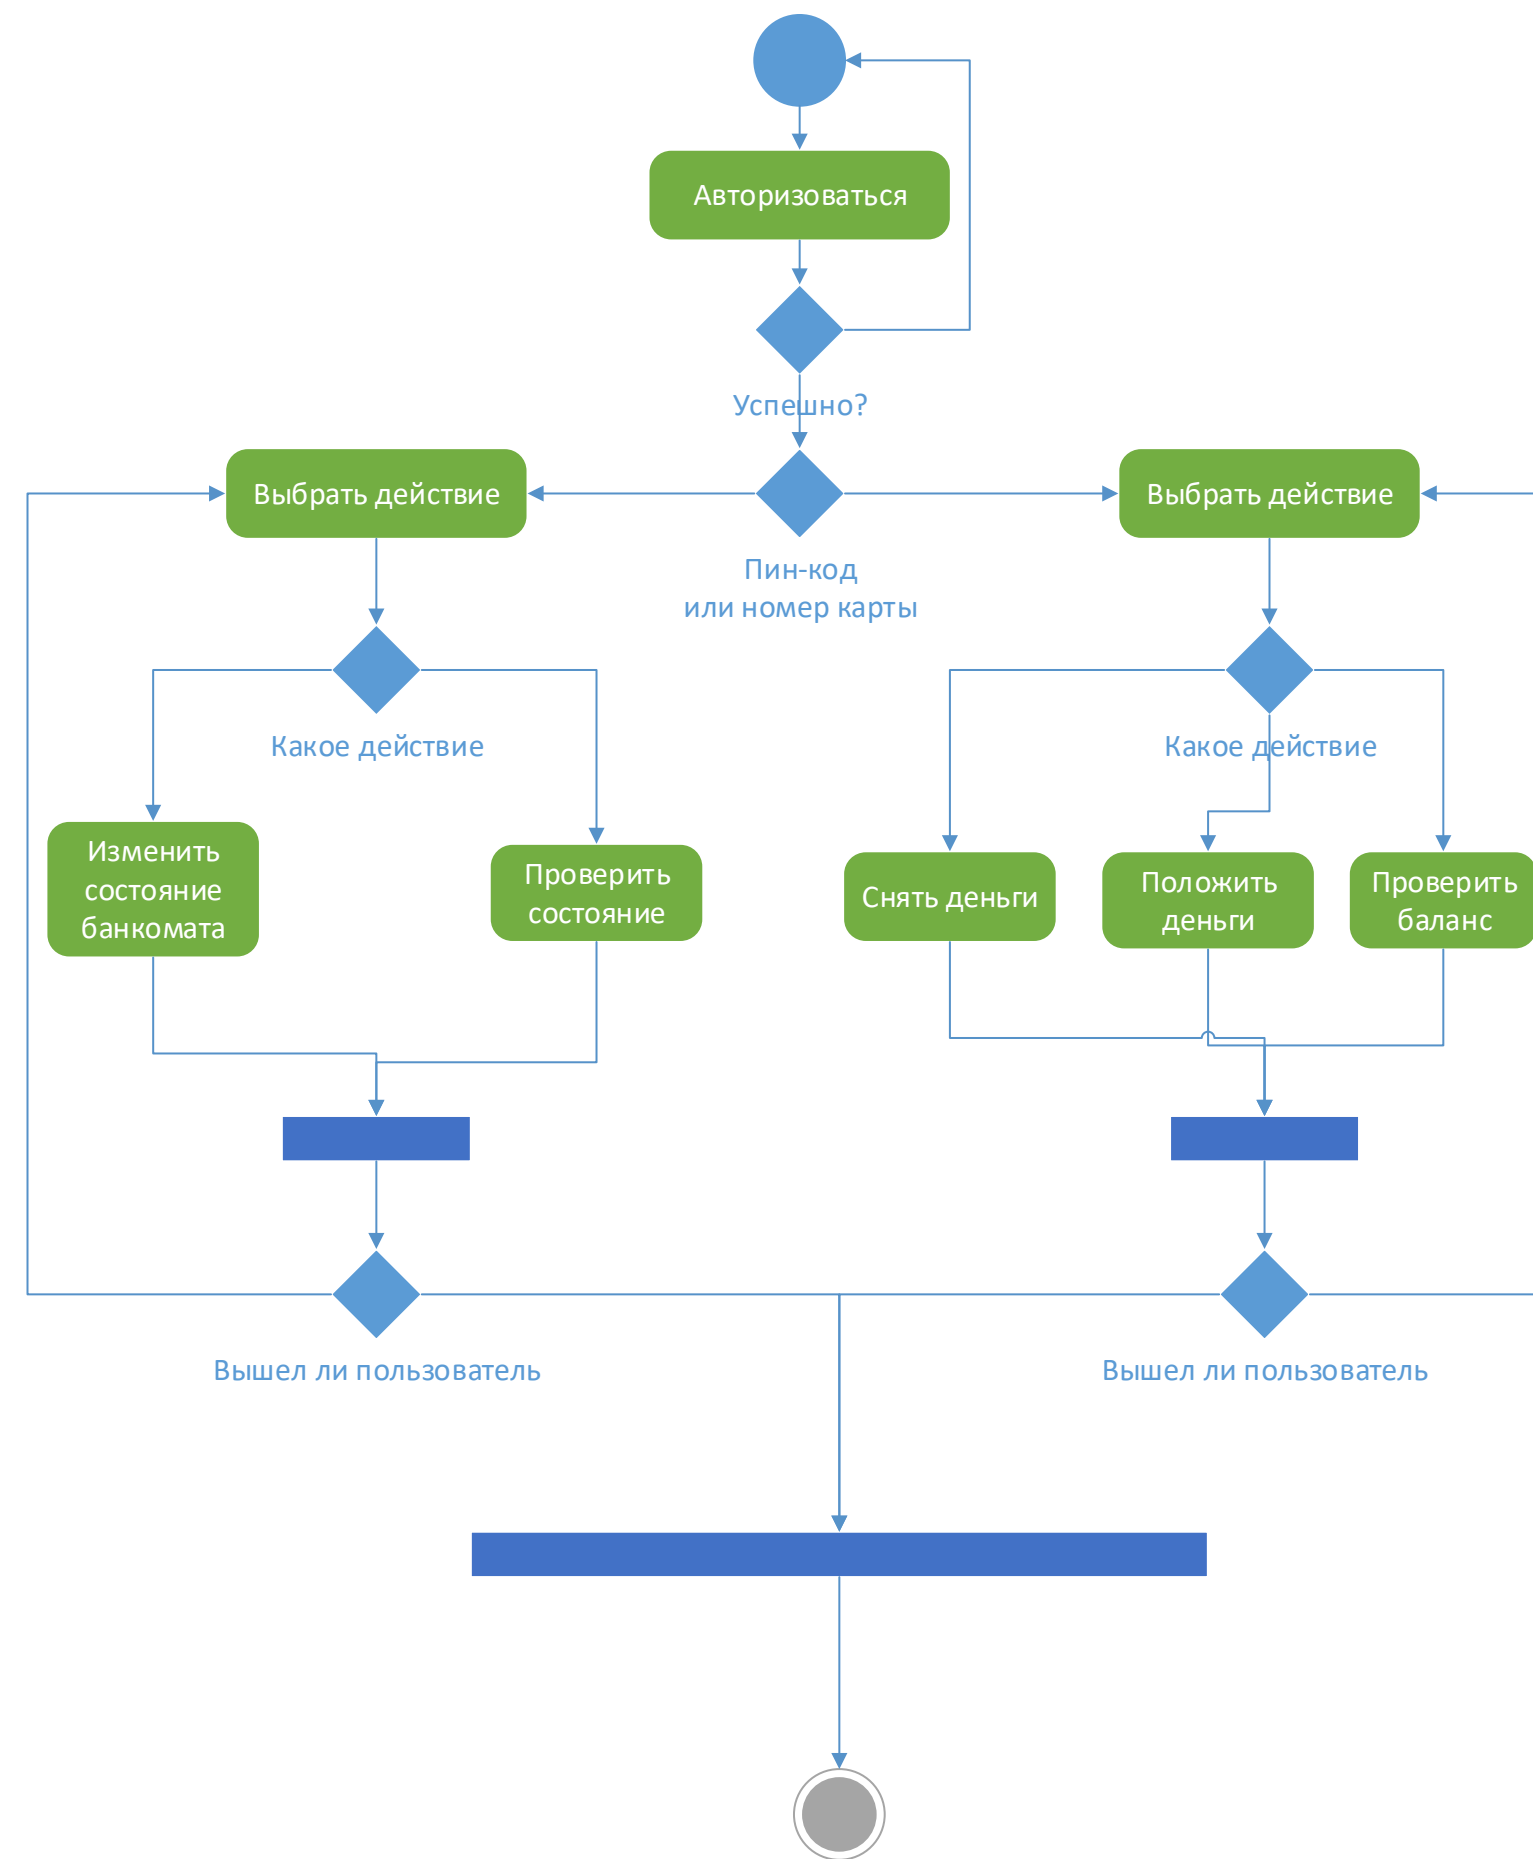 Авторизоваться
Успешно?
Выбрать действие
Выбрать действие
Пин-код
или номер карты
Какое действие
Какое действие
Изменить
состояние
банкомата
Проверить
состояние
Снять деньги
Положить
деньги
Проверить
баланс
Вышел ли пользователь
Вышел ли пользователь